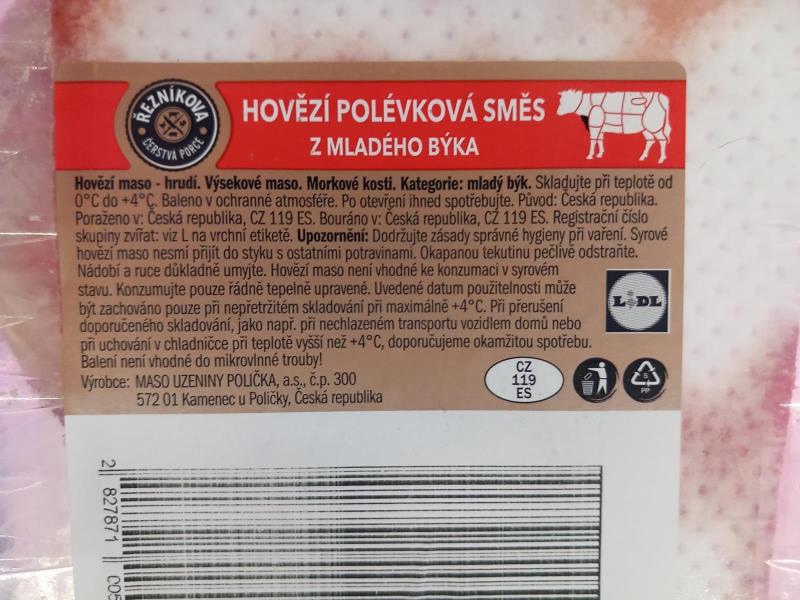 ŘEZNÍKOVA
ČERSTVÁ PORCE
HOVĚZÍ POLÉVKOVÁ SMĚS
Z MLADÉHO BÝKA
Hovězí maso - hrudí. Výsekové maso. Morkové kosti. Kategorie: mladý býk. Skladujte při teplotě od
0°C do +4°C. Baleno v ochranné atmosféře. Po otevření ihned spotřebujte. Původ: Česká republika.
Poraženo v: Česká republika, CZ 119 ES. Bouráno v: Česká republika, CZ 119 ES. Registrační číslo
skupiny zvířat: viz L na vrchní etiketě. Upozornění: Dodržujte zásady správné hygieny při vaření. Syrové
hovězí maso nesmí přijít do styku s ostatními potravinami. Okapanou tekutinu pečlivě odstraňte.
Nádobí a ruce důkladně umyjte. Hovězí maso není vhodné ke konzumaci v syrovém
stavu. Konzumujte pouze řádně tepelně upravené. Uvedené datum použitelnosti může
být zachováno pouze při nepřetržitém skladování při maximálně +4°C. Při přerušení
doporučeného skladování, jako např. při nechlazeném transportu vozidlem domů nebo
při uchování v chladničce při teplotě vyšší než +4°C, doporučujeme okamžitou spotřebu.
Balení není vhodné do mikrovlnné trouby!
Výrobce: MASO UZENINY POLIČKA, a.s., č.p. 300
572 01 Kamenec u Poličky, Česká republika
LIDL
CZ
119
ES
5
PP
2 827871 005